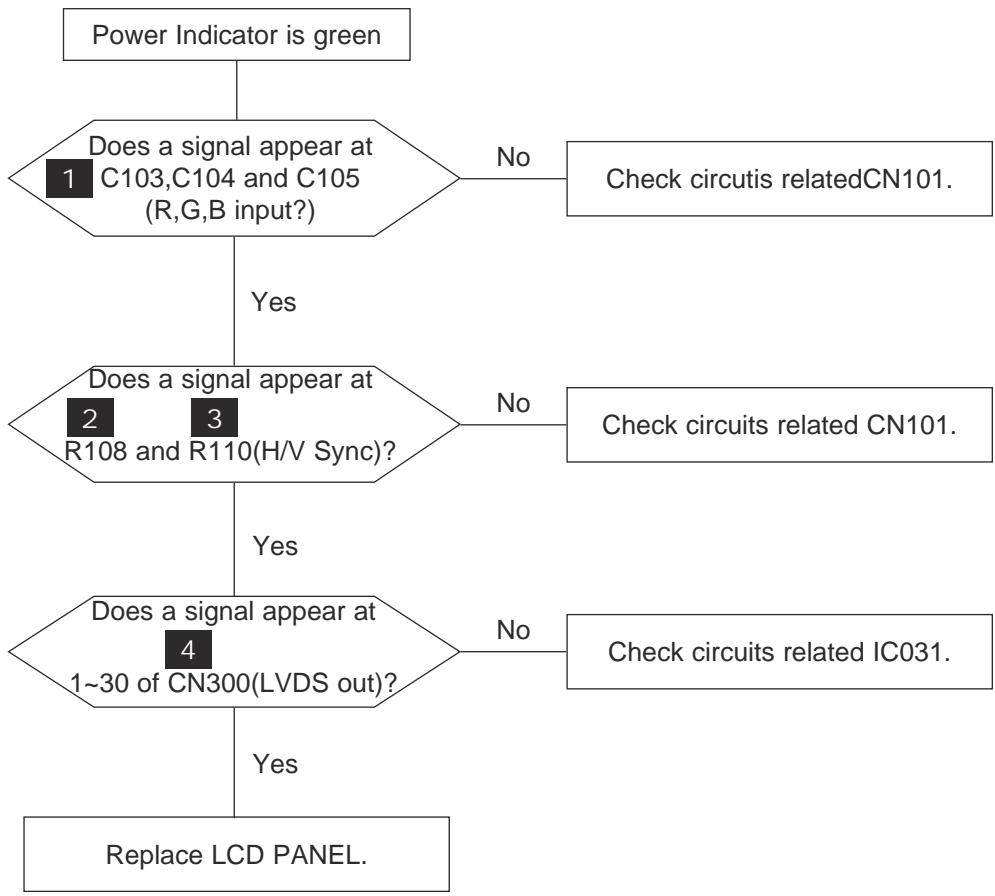 Power Indicator is green
Does a signal appear at
1 C103,C104 and C105
(R,G,B input?)
No
Check circutis relatedCN101.
Yes
Does a signal appear at
2 3
R108 and R110(H/V Sync)?
No
Check circuits related CN101.
Yes
Does a signal appear at
4
1~30 of CN300(LVDS out)?
No
Check circuits related IC031.
Yes
Replace LCD PANEL.